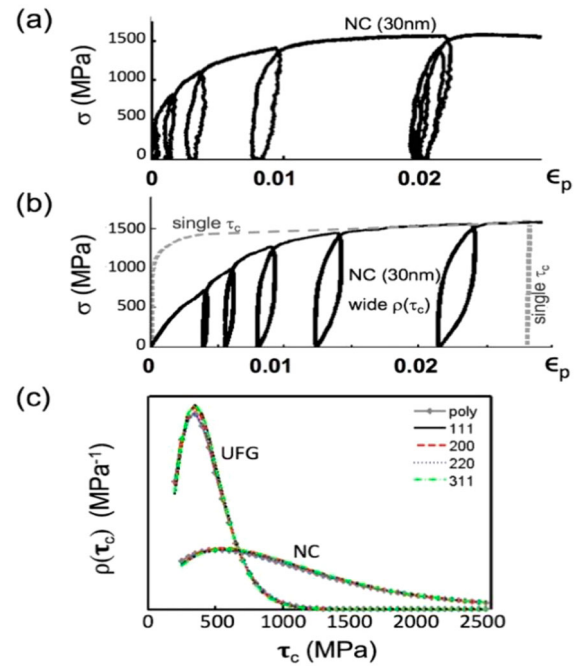 (a)
NC (30nm)
σ (MPa)
1500
1000
500
0
0
0.01
0.02
ϵp
(b)
single τc
σ (MPa)
1500
1000
500
0
NC (30nm)
wide ρ(τc)
single τc
0
0.01
0.02
ϵp
(c)
ρ(τc) (MPa-1)
UFG
NC
poly
111
200
220
311
0
500
1000
1500
2000
2500
τc (MPa)